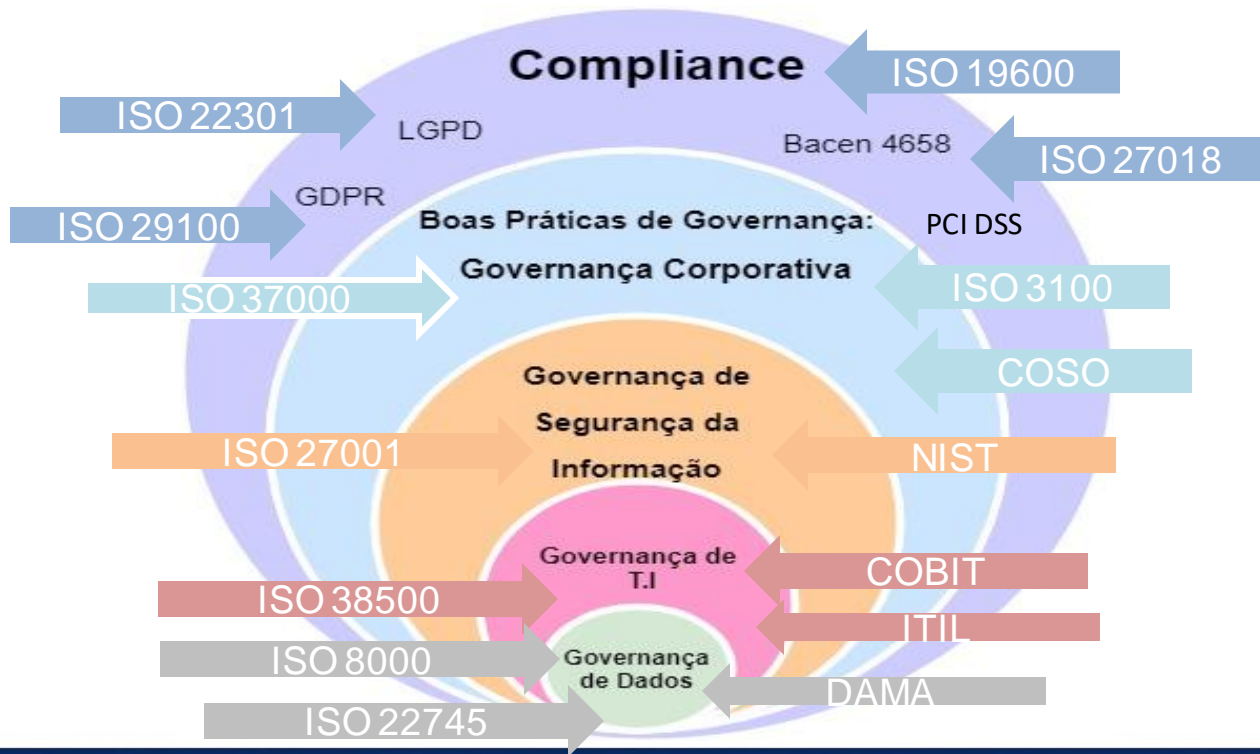 Compliance
ISO 19600
ISO 22301
LGPD
Bacen 4658
ISO 27018
GDPR
ISO 29100
Boas Práticas de Governança:
PCI DSS
Governança Corporativa
ISO 37000
ISO 3100
COSO
Governança de
Segurança da
Informação
ISO 27001
NIST
Governança de
T.I
COBIT
ISO 38500
ITIL
ISO 8000
Governança
de Dados
DAMA
ISO 22745